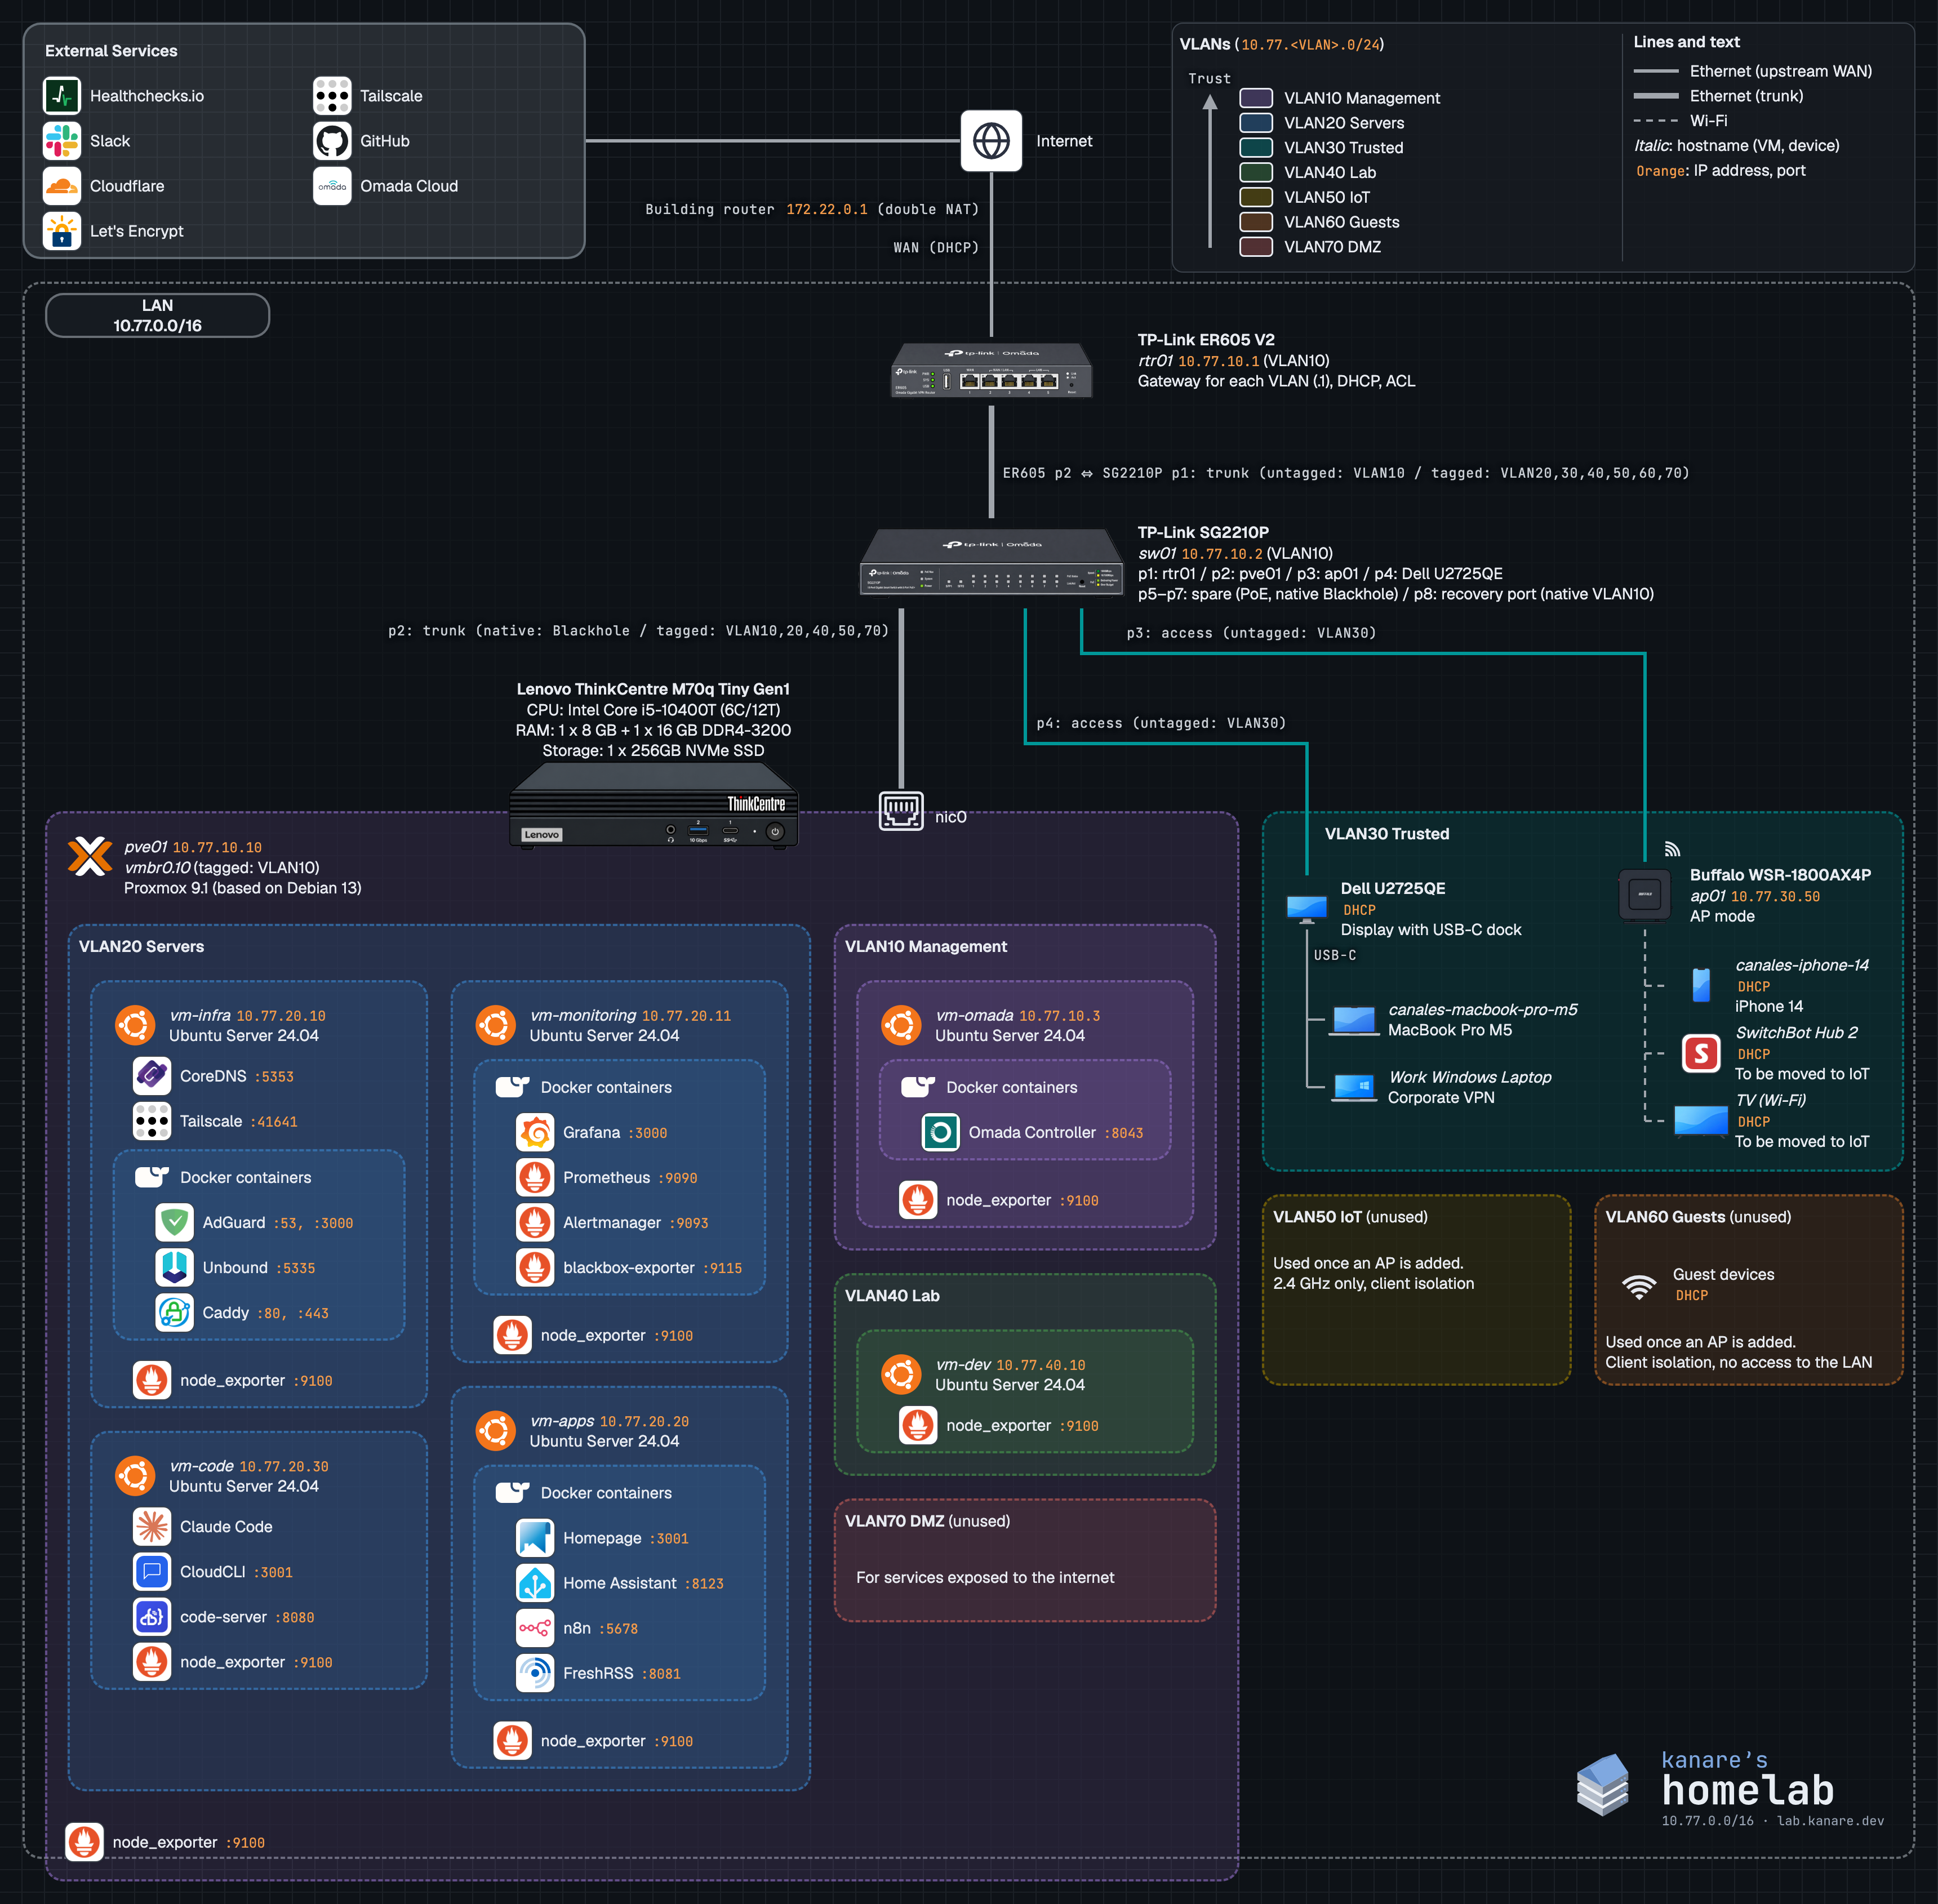 External Services
Healthchecks.io
Tailscale
Slack
GitHub
Cloudflare
omada
Omada Cloud
Let's Encrypt
Internet
Building router 172.22.0.1 (double NAT)
WAN (DHCP)
VLANs (10.77.<VLAN>.0/24)
Trust
VLAN10 Management
VLAN20 Servers
VLAN30 Trusted
VLAN40 Lab
VLAN50 IoT
VLAN60 Guests
VLAN70 DMZ
Lines and text
Ethernet (upstream WAN)
Ethernet (trunk)
Wi-Fi
Italic: hostname (VM, device)
Orange: IP address, port
LAN
10.77.0.0/16
tp-link | Omada
tp-link
TP-Link ER605 V2
rtr01 10.77.10.1 (VLAN10)
Gateway for each VLAN (.1), DHCP, ACL
ER605 p2 ⇔ SG2210P p1: trunk (untagged: VLAN10 / tagged: VLAN20,30,40,50,60,70)
tp-link | Omada
tp-link
TP-Link SG2210P
sw01 10.77.10.2 (VLAN10)
p1: rtr01 / p2: pve01 / p3: ap01 / p4: Dell U2725QE
p5–p7: spare (PoE, native Blackhole) / p8: recovery port (native VLAN10)
p2: trunk (native: Blackhole / tagged: VLAN10,20,40,50,70)
p3: access (untagged: VLAN30)
p4: access (untagged: VLAN30)
Lenovo ThinkCentre M70q Tiny Gen1
CPU: Intel Core i5-10400T (6C/12T)
RAM: 1 x 8 GB + 1 x 16 GB DDR4-3200
Storage: 1 x 256GB NVMe SSD
ThinkCentre
Lenovo
nic0
pve01 10.77.10.10
vmbr0.10 (tagged: VLAN10)
Proxmox 9.1 (based on Debian 13)
VLAN20 Servers
vm-infra 10.77.20.10
Ubuntu Server 24.04
CoreDNS :5353
Tailscale :41641
Docker containers
AdGuard :53, :3000
Unbound :5335
Caddy :80, :443
node_exporter :9100
vm-monitoring 10.77.20.11
Ubuntu Server 24.04
Docker containers
Grafana :3000
Prometheus :9090
Alertmanager :9093
blackbox-exporter :9115
node_exporter :9100
vm-code 10.77.20.30
Ubuntu Server 24.04
Claude Code
CloudCLI :3001
code-server :8080
node_exporter :9100
vm-apps 10.77.20.20
Ubuntu Server 24.04
Docker containers
Homepage :3001
Home Assistant :8123
n8n :5678
FreshRSS :8081
node_exporter :9100
node_exporter :9100
VLAN10 Management
vm-omada 10.77.10.3
Ubuntu Server 24.04
Docker containers
Omada Controller :8043
node_exporter :9100
VLAN40 Lab
vm-dev 10.77.40.10
Ubuntu Server 24.04
node_exporter :9100
VLAN70 DMZ (unused)
For services exposed to the internet
VLAN30 Trusted
Dell U2725QE
DHCP
Display with USB-C dock
USB-C
canales-macbook-pro-m5
MacBook Pro M5
Work Windows Laptop
Corporate VPN
Buffalo WSR-1800AX4P
ap01 10.77.30.50
AP mode
canales-iphone-14
DHCP
iPhone 14
SwitchBot Hub 2
DHCP
To be moved to IoT
TV (Wi-Fi)
DHCP
To be moved to IoT
VLAN50 IoT (unused)
Used once an AP is added.
2.4 GHz only, client isolation
VLAN60 Guests (unused)
Guest devices
DHCP
Used once an AP is added.
Client isolation, no access to the LAN
kanare's
homelab
10.77.0.0/16 · lab.kanare.dev